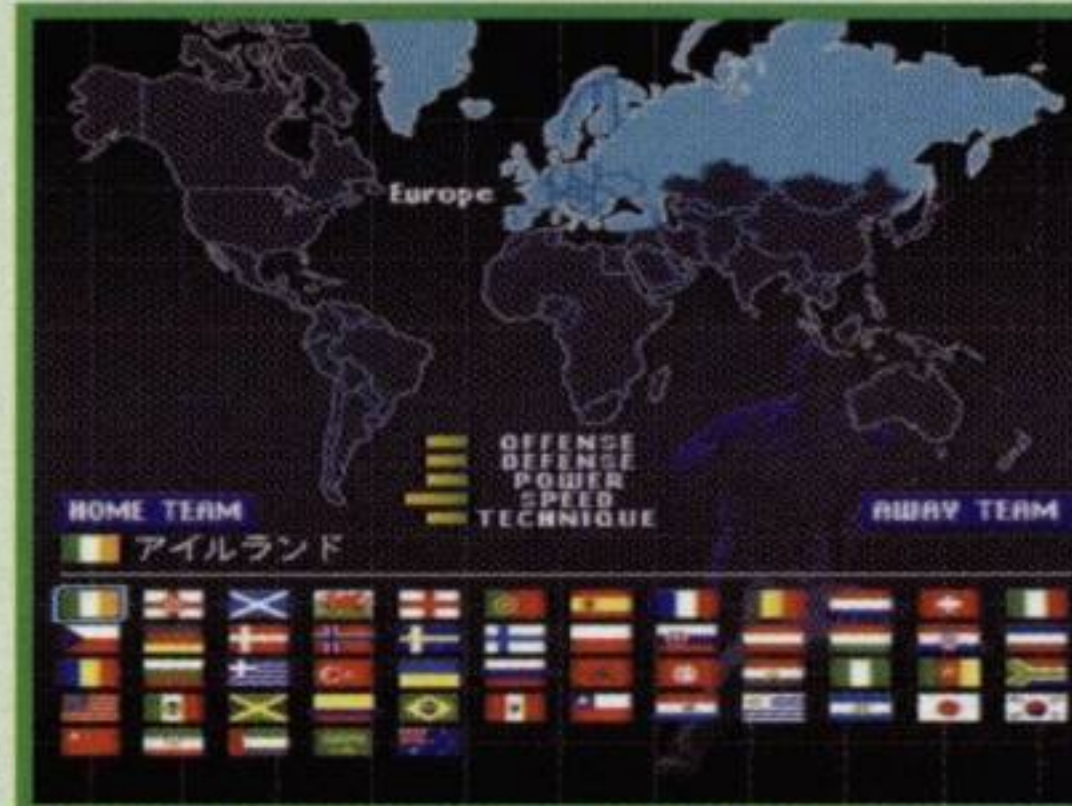 Europe
OFFENSE
DEFENSE
POWER
SPEED
TECHNIQUE
HOME TEAM
AWAY TEAM
アイルランド